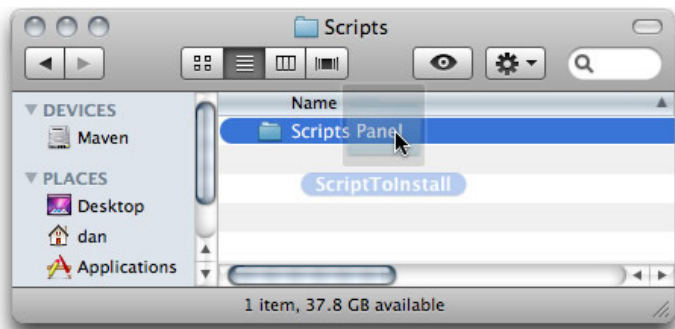 Scripts
Name
DEVICES
Scripts Panel
Maven
PLACES
ScriptToInstall
Desktop
dan
Applications
1 item, 37.8 GB available